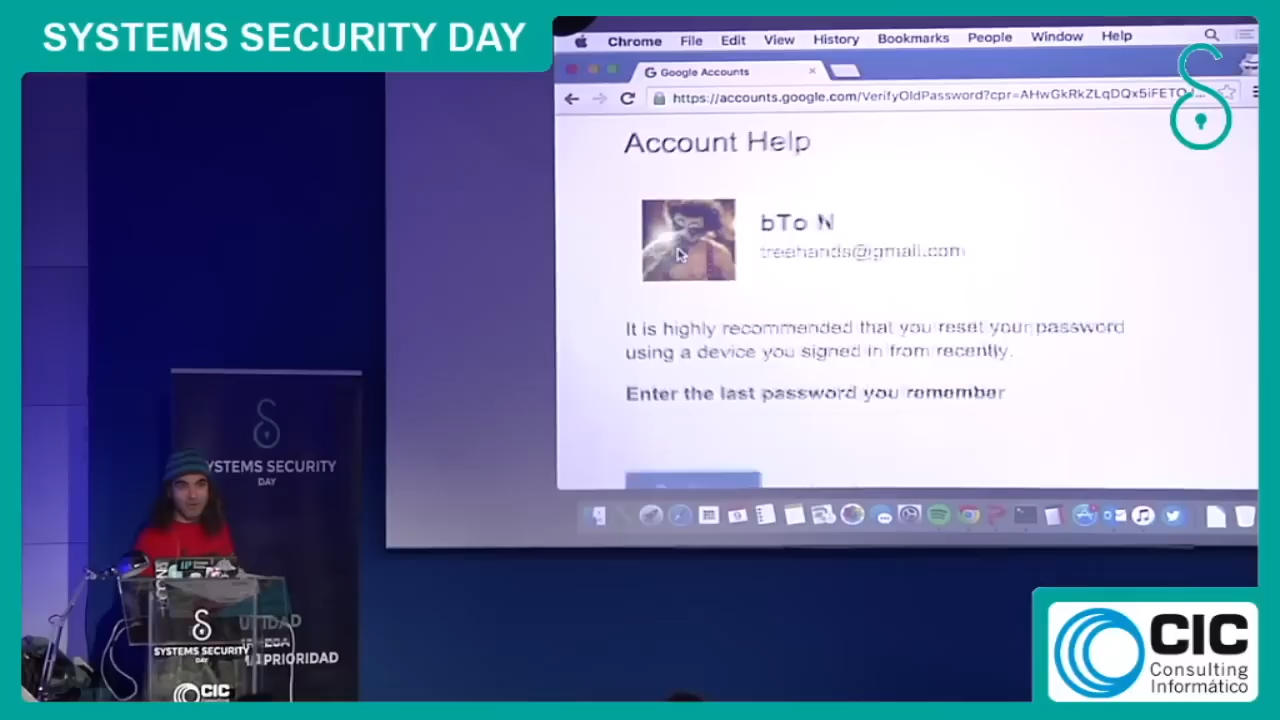 SYSTEMS SECURITY DAY
Chrome File Edit View History Bookmarks People Window Help
Google Accounts
https://accounts.google.com/VerifyOldPassword?cpr=AHwGkRkZLqDQx5iFETO
Account Help
bTo N
treehands@gmail.com
It is highly recommended that you reset your password
using a device you signed in from recently.
Enter the last password you remember
YSTEMS SECURITY
DAY
SYSTEMS SECURITY
DAY
PRIORIDAD
CIC
CIC
Consulting
Informático